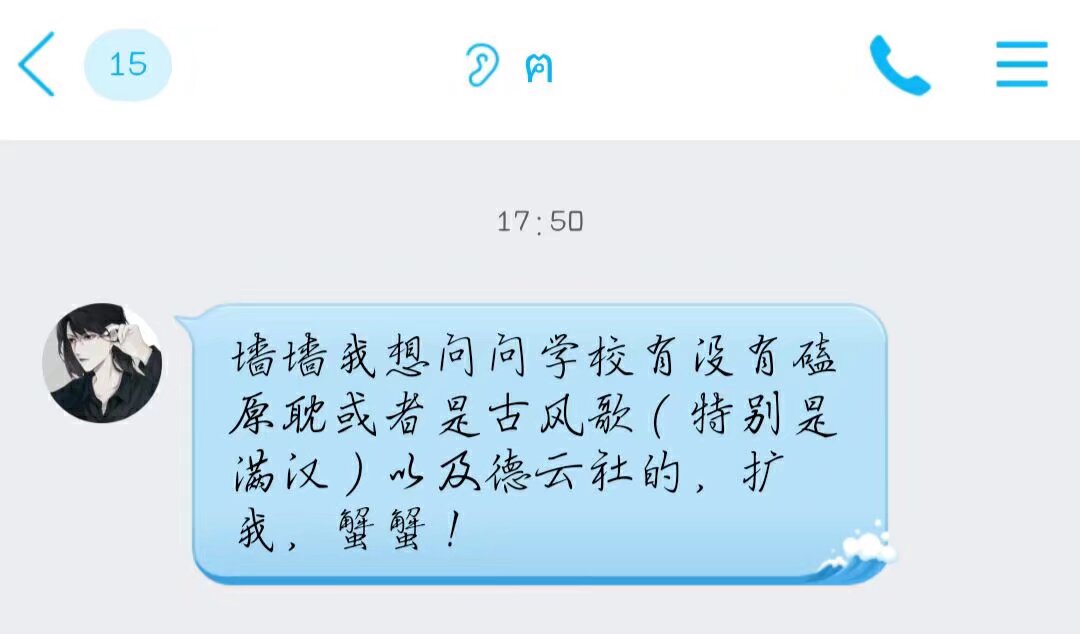 15
ฅ
17:50
墙墙我想问问学校有没有磕
原耽或者是古风歌（特别是
满汉）以及德云社的，扩
我，蟹蟹！